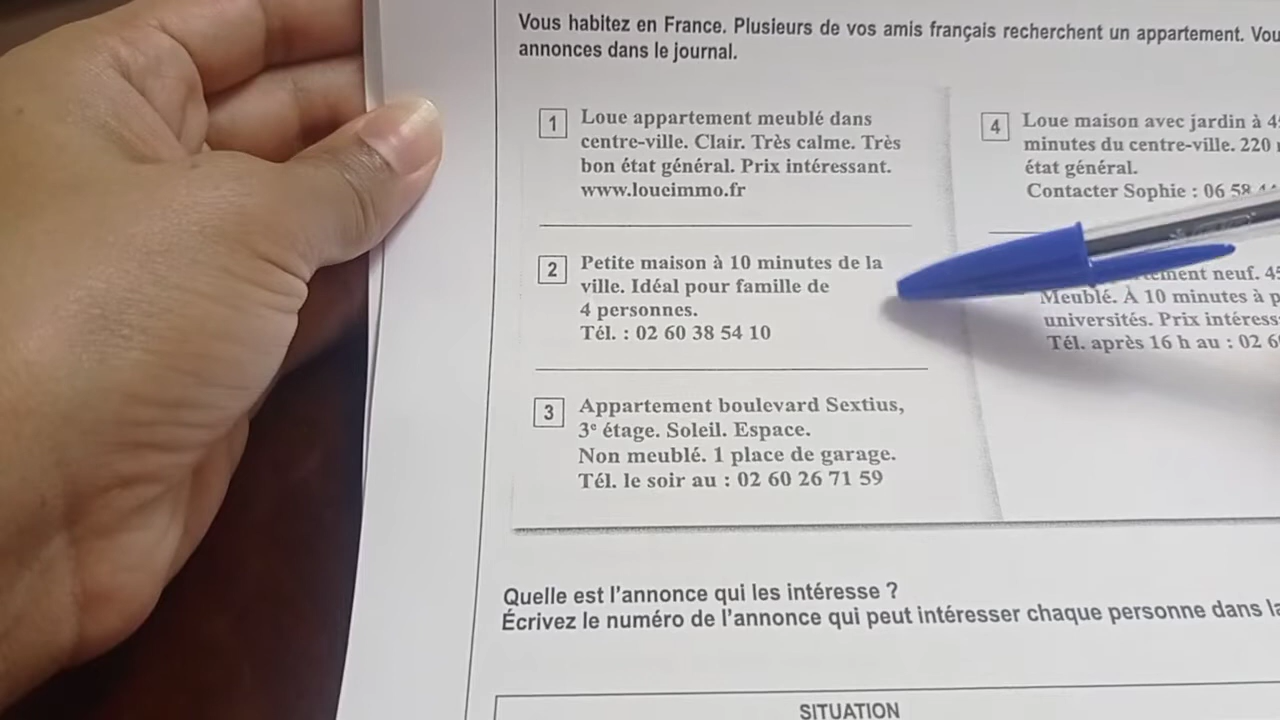 Vous habitez en France. Plusieurs de vos amis français recherchent un appartement. Vou
annonces dans le journal.
1
Loue appartement meublé dans
centre-ville. Clair. Très calme. Très
bon état général. Prix intéressant.
www.loueimmo.fr
2
Petite maison à 10 minutes de la
ville. Idéal pour famille de
4 personnes.
Tél. : 02 60 38 54 10
3
Appartement boulevard Sextius,
3e étage. Soleil. Espace.
Non meublé. 1 place de garage.
Tél. le soir au : 02 60 26 71 59
4
Loue maison avec jardin à
minutes du centre-ville. 220
état général.
Contacter Sophie : 06 58
neuf.
Meublé. À 10 minutes à
universités. Prix
Tél. après 16 h au : 02
Quelle est l'annonce qui les intéresse ?
Écrivez le numéro de l'annonce qui peut intéresser chaque personne dans
SITUATION